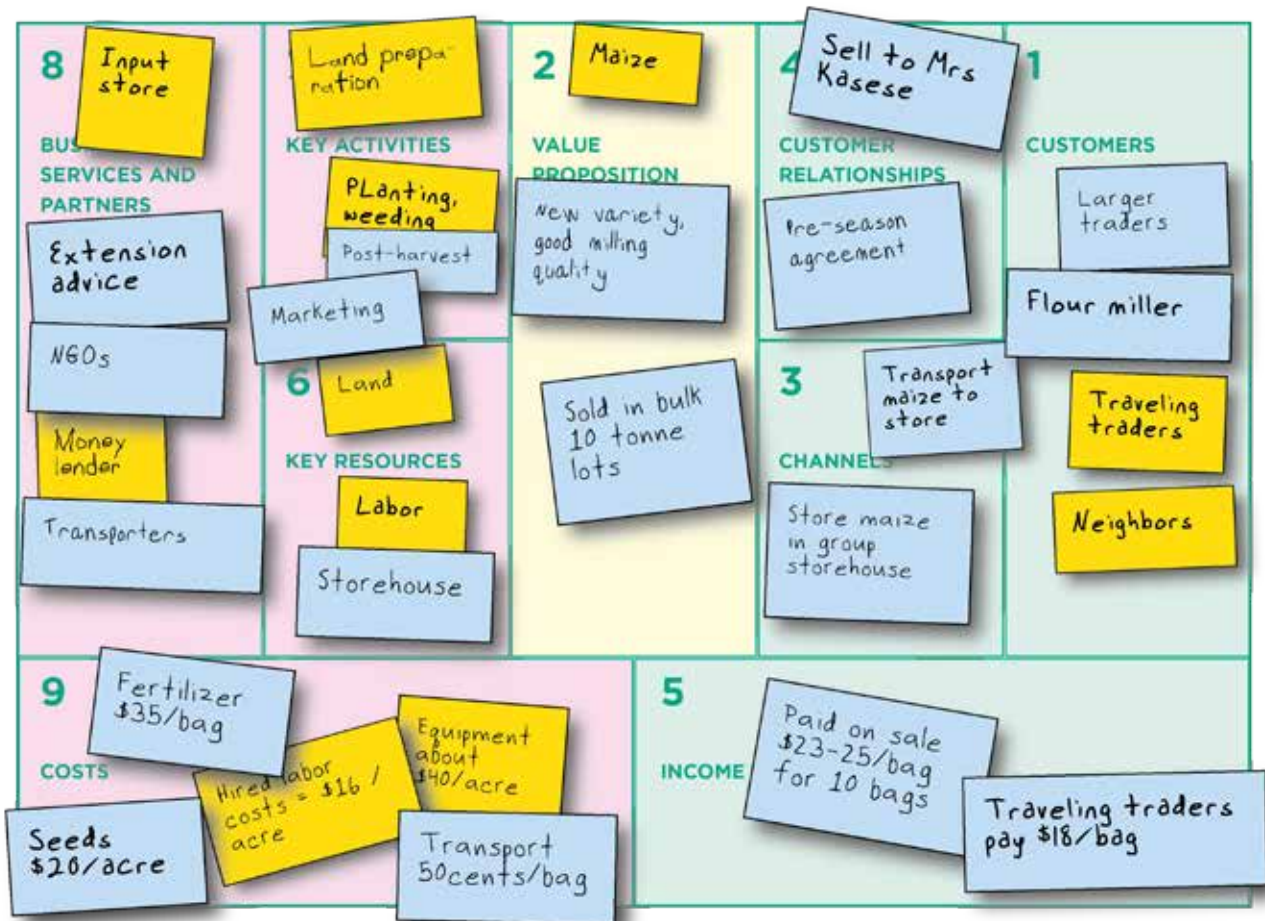 8
Input
store
BUS
SERVICES AND
PARTNERS
Extension
advice
NGOs
Money
lender
Transporters
Land prepa-
ration
KEY ACTIVITIES
PLanting,
weeding
Post-harvest
Marketing
6
Land
KEY RESOURCES
Labor
Storehouse
2
Maize
VALUE
PROPOSITION
New variety,
good milling
quality
Sold in bulk
10 tonne
lots
4
Sell to Mrs
Kasese
CUSTOMER
RELATIONSHIPS
Pre-season
agreement
3
Transport
maize to
store
CHANNELS
Store maize
in group
storehouse
1
CUSTOMERS
Larger
traders
Flour miller
Traveling
traders
Neighbors
9
COSTS
Fertilizer
$35/bag
Seeds
$20/acre
Hired labor
costs = $16 /
acre
Equipment
about
$40/acre
Transport
50cents/bag
5
INCOME
Paid on sale
$23-25/bag
for 10 bags
Traveling traders
pay $18/bag